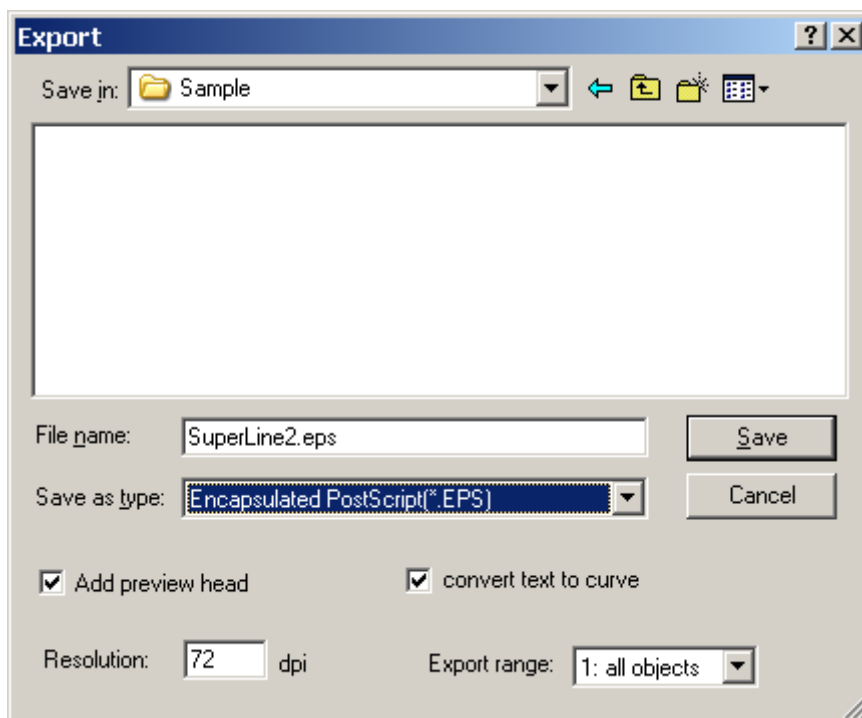 Export
Save in: Sample
File name: SuperLine2.eps Save
Save as type: Encapsulated PostScript(*.EPS) Cancel
Add preview head convert text to curve
Resolution: 72 dpi Export range: 1: all objects